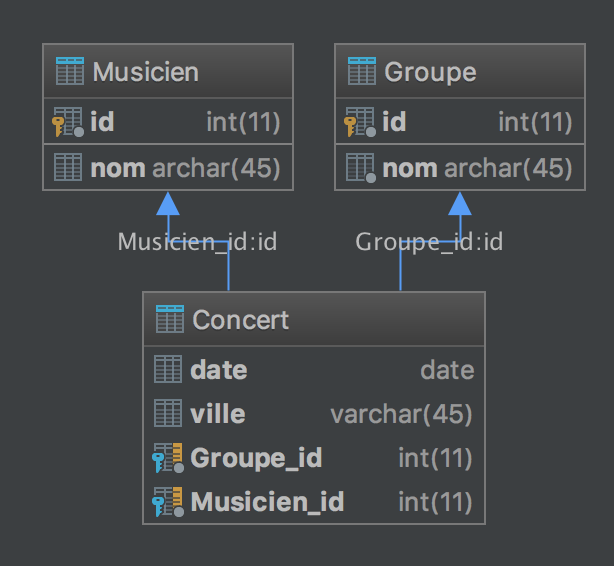 Musicien
id int(11)
nom archar(45)
Groupe
id int(11)
nom archar(45)
Musicien_id:id
Groupe_id:id
Concert
date date
ville varchar(45)
Groupe_id int(11)
Musicien_id int(11)